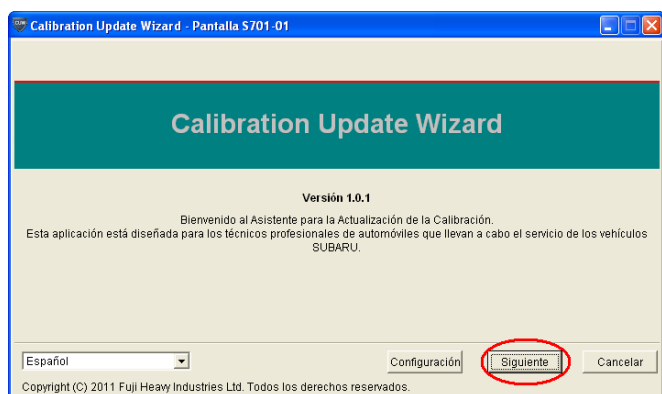 Calibration Update Wizard - Pantalla S701-01
Calibration Update Wizard
Versión 1.0.1
Bienvenido al Asistente para la Actualización de la Calibración.
Esta aplicación está diseñada para los técnicos profesionales de automóviles que llevan a cabo el servicio de los vehículos
SUBARU.
Español
Configuración
Siguiente
Cancelar
Copyright (C) 2011 Fuji Heavy Industries Ltd. Todos los derechos reservados.